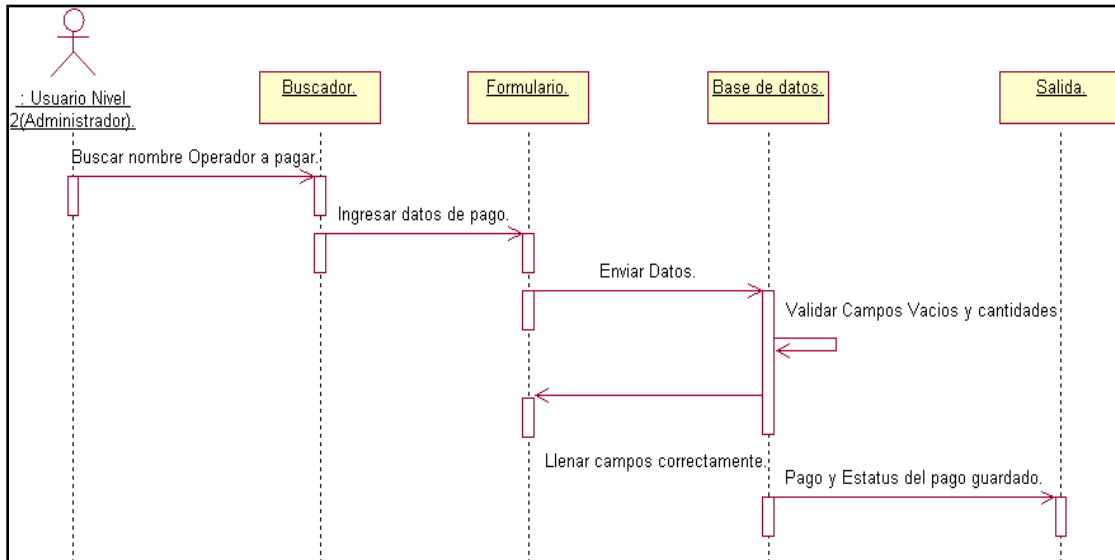 : Usuario Nivel
2(Administrador).
Buscador.
Formulario.
Base de datos.
Salida.
Buscar nombre Operador a pagar.
Ingresar datos de pago.
Enviar Datos.
Validar Campos Vacios y cantidades
Llenar campos correctamente.
Pago y Estatus del pago guardado.